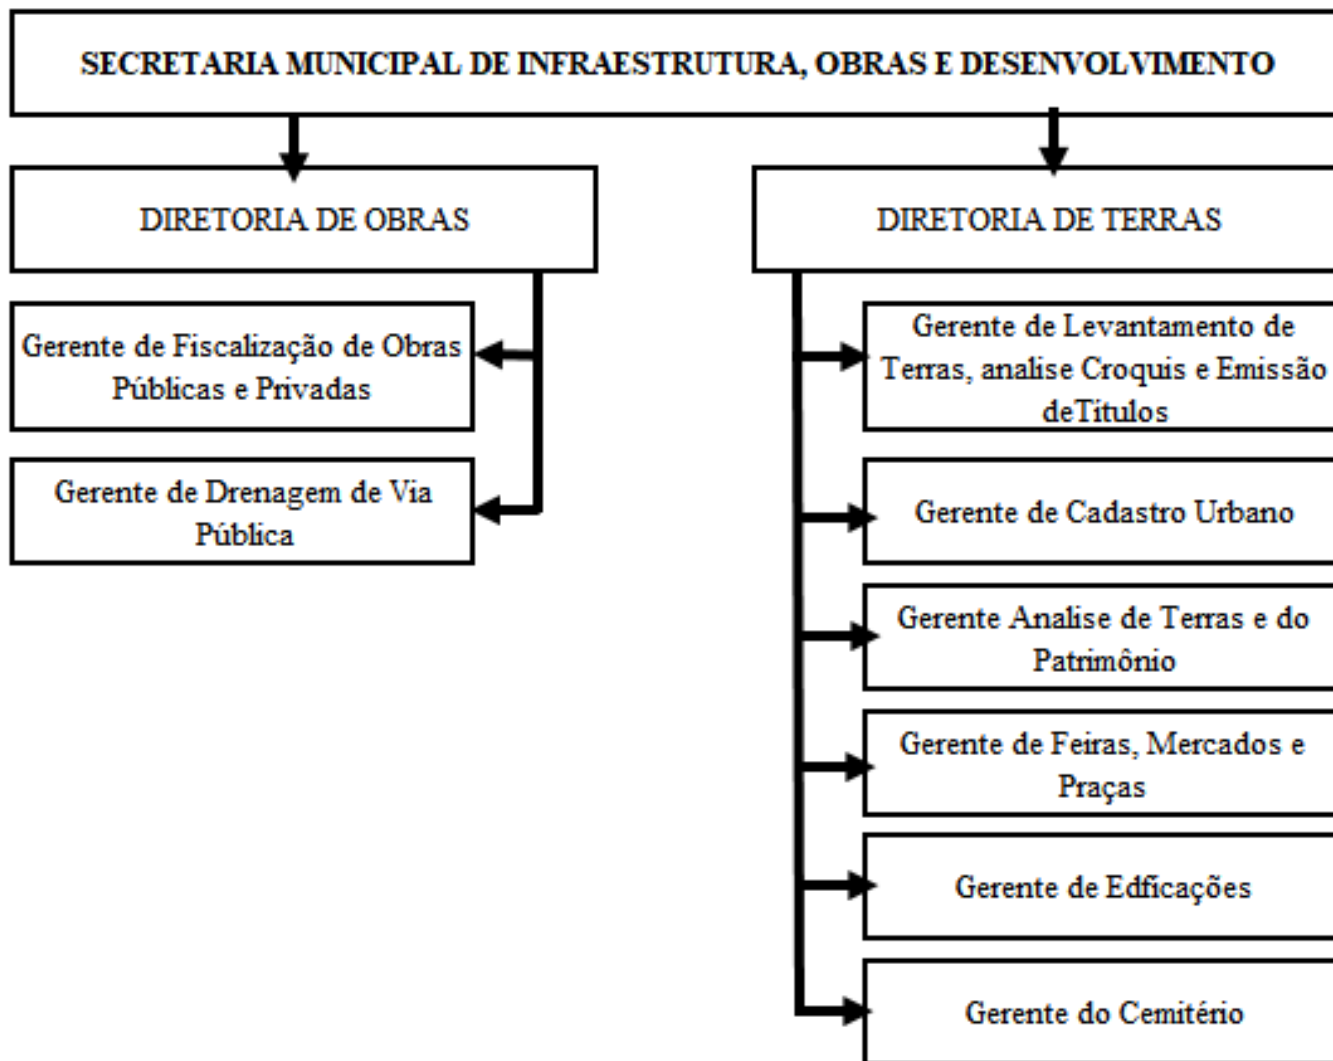 SECRETARIA MUNICIPAL DE INFRAESTRUTURA, OBRAS E DESENVOLVIMENTO
DIRETORIA DE OBRAS
Gerente de Fiscalização de Obras
Públicas e Privadas
Gerente de Drenagem de Via
Pública
DIRETORIA DE TERRAS
Gerente de Levantamento de
Terras, analise Croquis e Emissão
deTítulos
Gerente de Cadastro Urbano
Gerente Analise de Terras e do
Patrimônio
Gerente de Feiras, Mercados e
Praças
Gerente de Edficações
Gerente do Cemitério